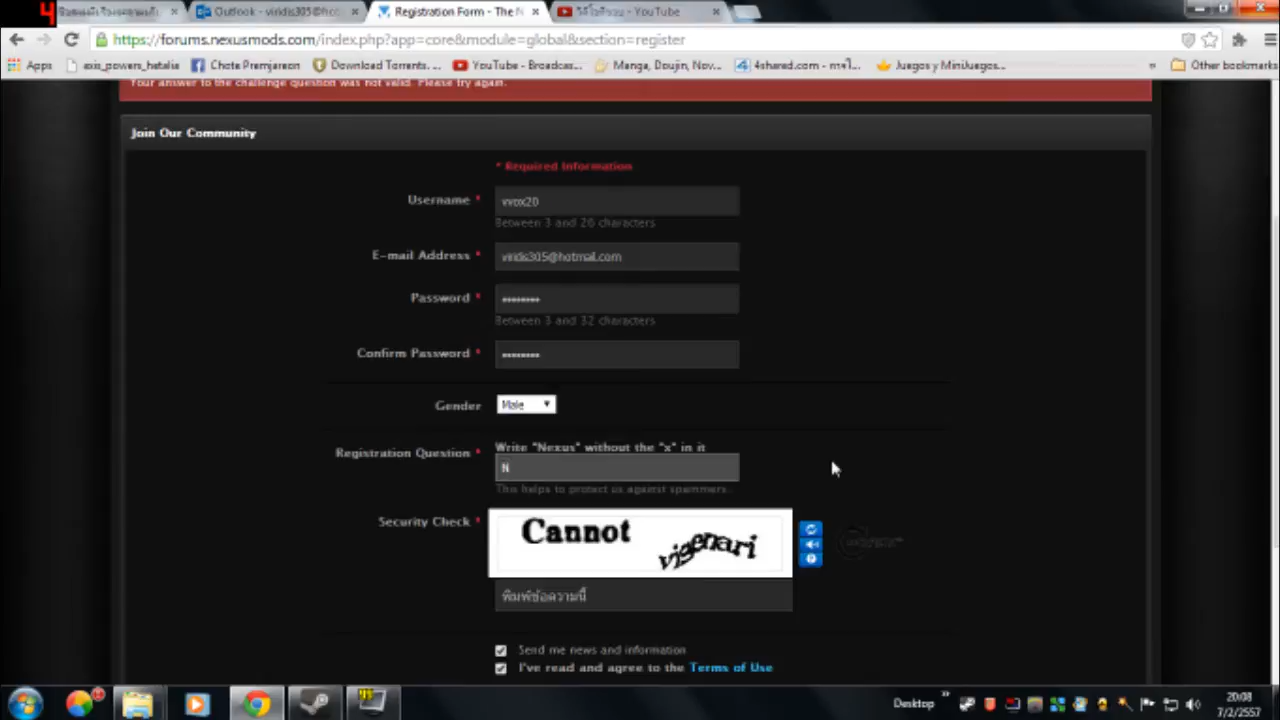 4
Outlook - viridis305@hotm
Registration Form - The N
YouTube
https://forums.nexusmods.com/index.php?app=core&module=global&section=register
Apps axis_powers_hetalia Chote Premjareon Download Torrents... YouTube - Broadcas... Manga, Doujin, Nov... 4shared.com - Juegos y MiniJuegos... » Other bookmarks
Your answer to the challenge question was not valid. Please try again.
Join Our Community
* Required Information
Username * vvox20
Between 3 and 26 characters
E-mail Address * viridis305@hotmail.com
Password * ••••••••
Between 3 and 32 characters
Confirm Password * ••••••••
Gender Male
Write "Nexus" without the "x" in it
Registration Question * N
This helps to protect us against spammers.
Security Check *
Cannot vigenari
พิมพ์ข้อความนี้
Send me news and information
I've read and agree to the Terms of Use
Desktop »
20:08
7/2/2557